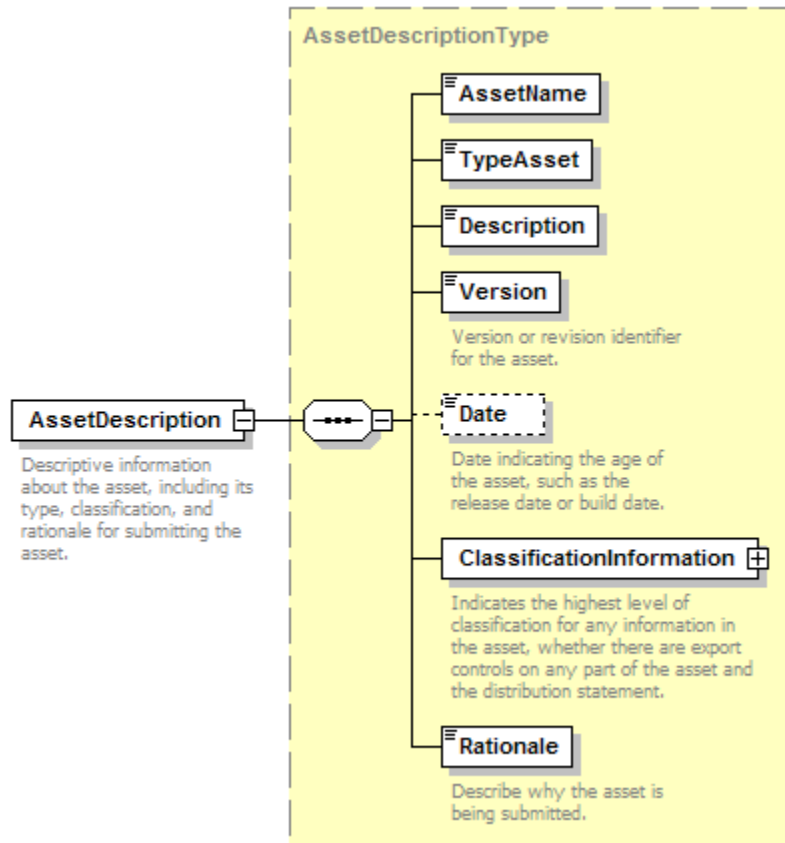 AssetDescriptionType
AssetName
TypeAsset
Description
Version
Version or revision identifier
for the asset.
AssetDescription
Descriptive information
about the asset, including its
type, classification, and
rationale for submitting the
asset.
Date
Date indicating the age of
the asset, such as the
release date or build date.
ClassificationInformation
Indicates the highest level of
classification for any information in
the asset, whether there are export
controls on any part of the asset and
the distribution statement.
Rationale
Describe why the asset is
being submitted.